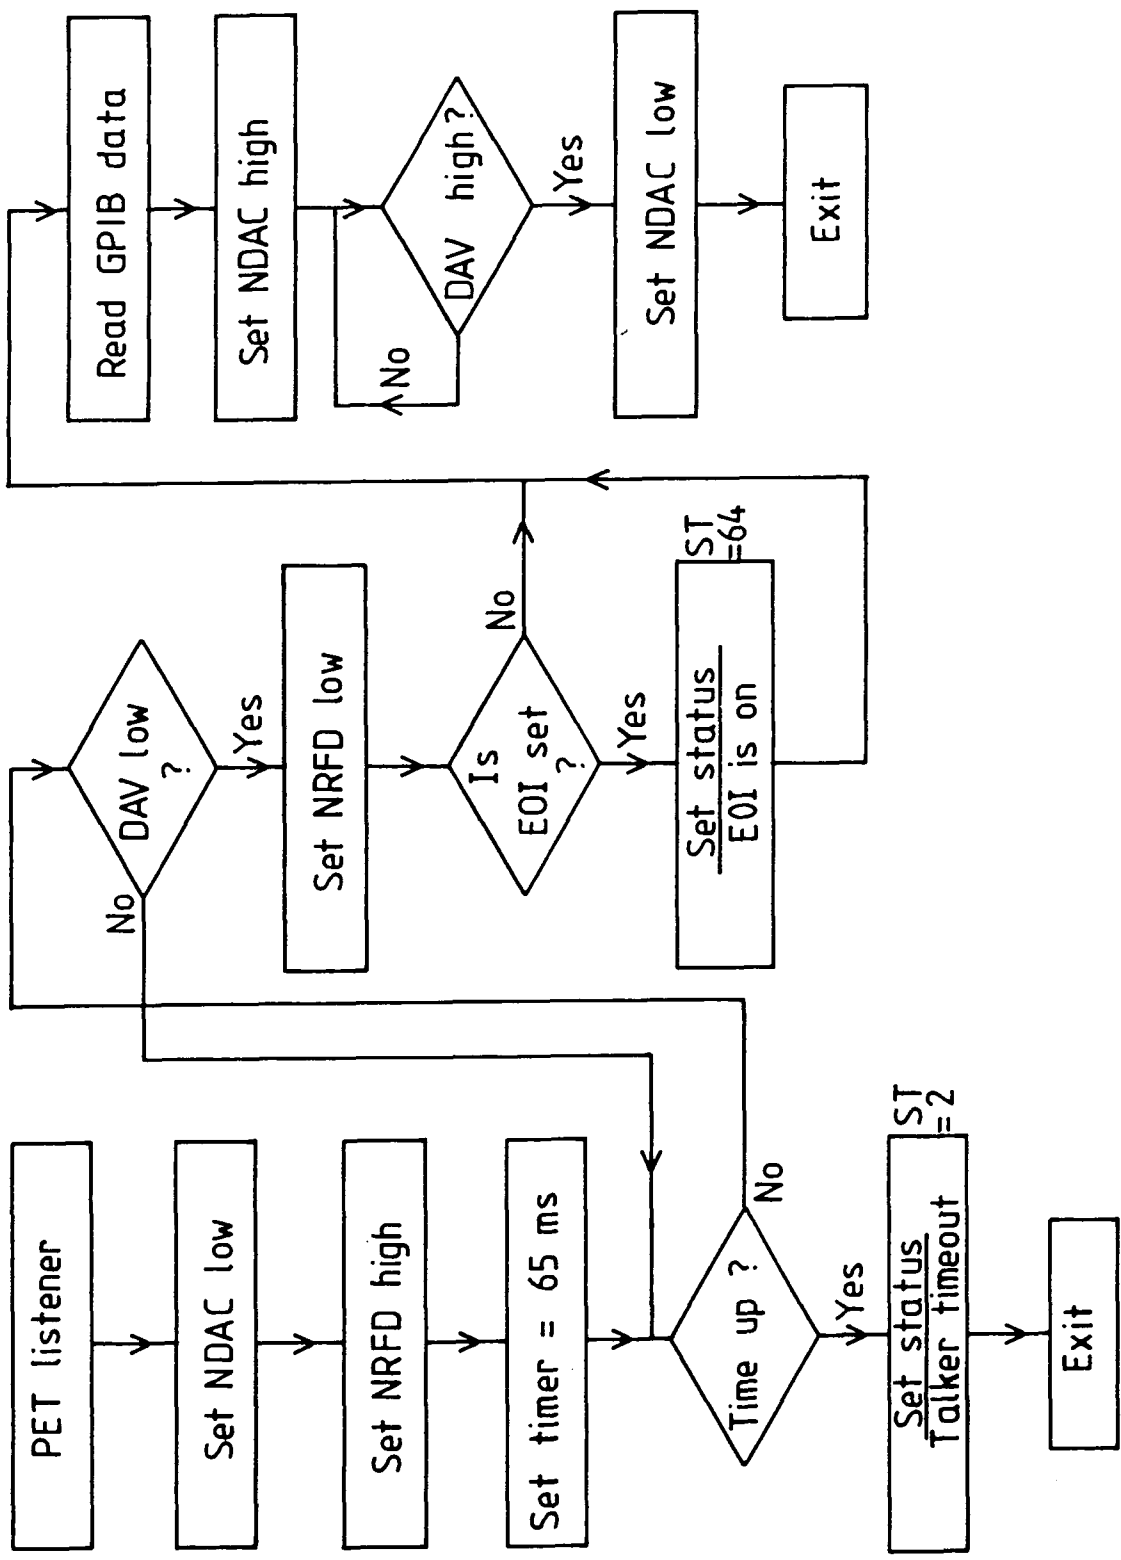 PET listener
Set NDAC low
Set NRFD high
Set timer = 65 ms
Time up ?
No
Yes
Set status
Talker timeout
ST
=2
Exit
DAV low
?
No
Yes
Set NRFD low
Is
EOI set
?
No
Yes
Set status
EOI is on
ST
=64
Read GPIB data
Set NDAC high
DAV high?
No
Yes
Set NDAC low
Exit